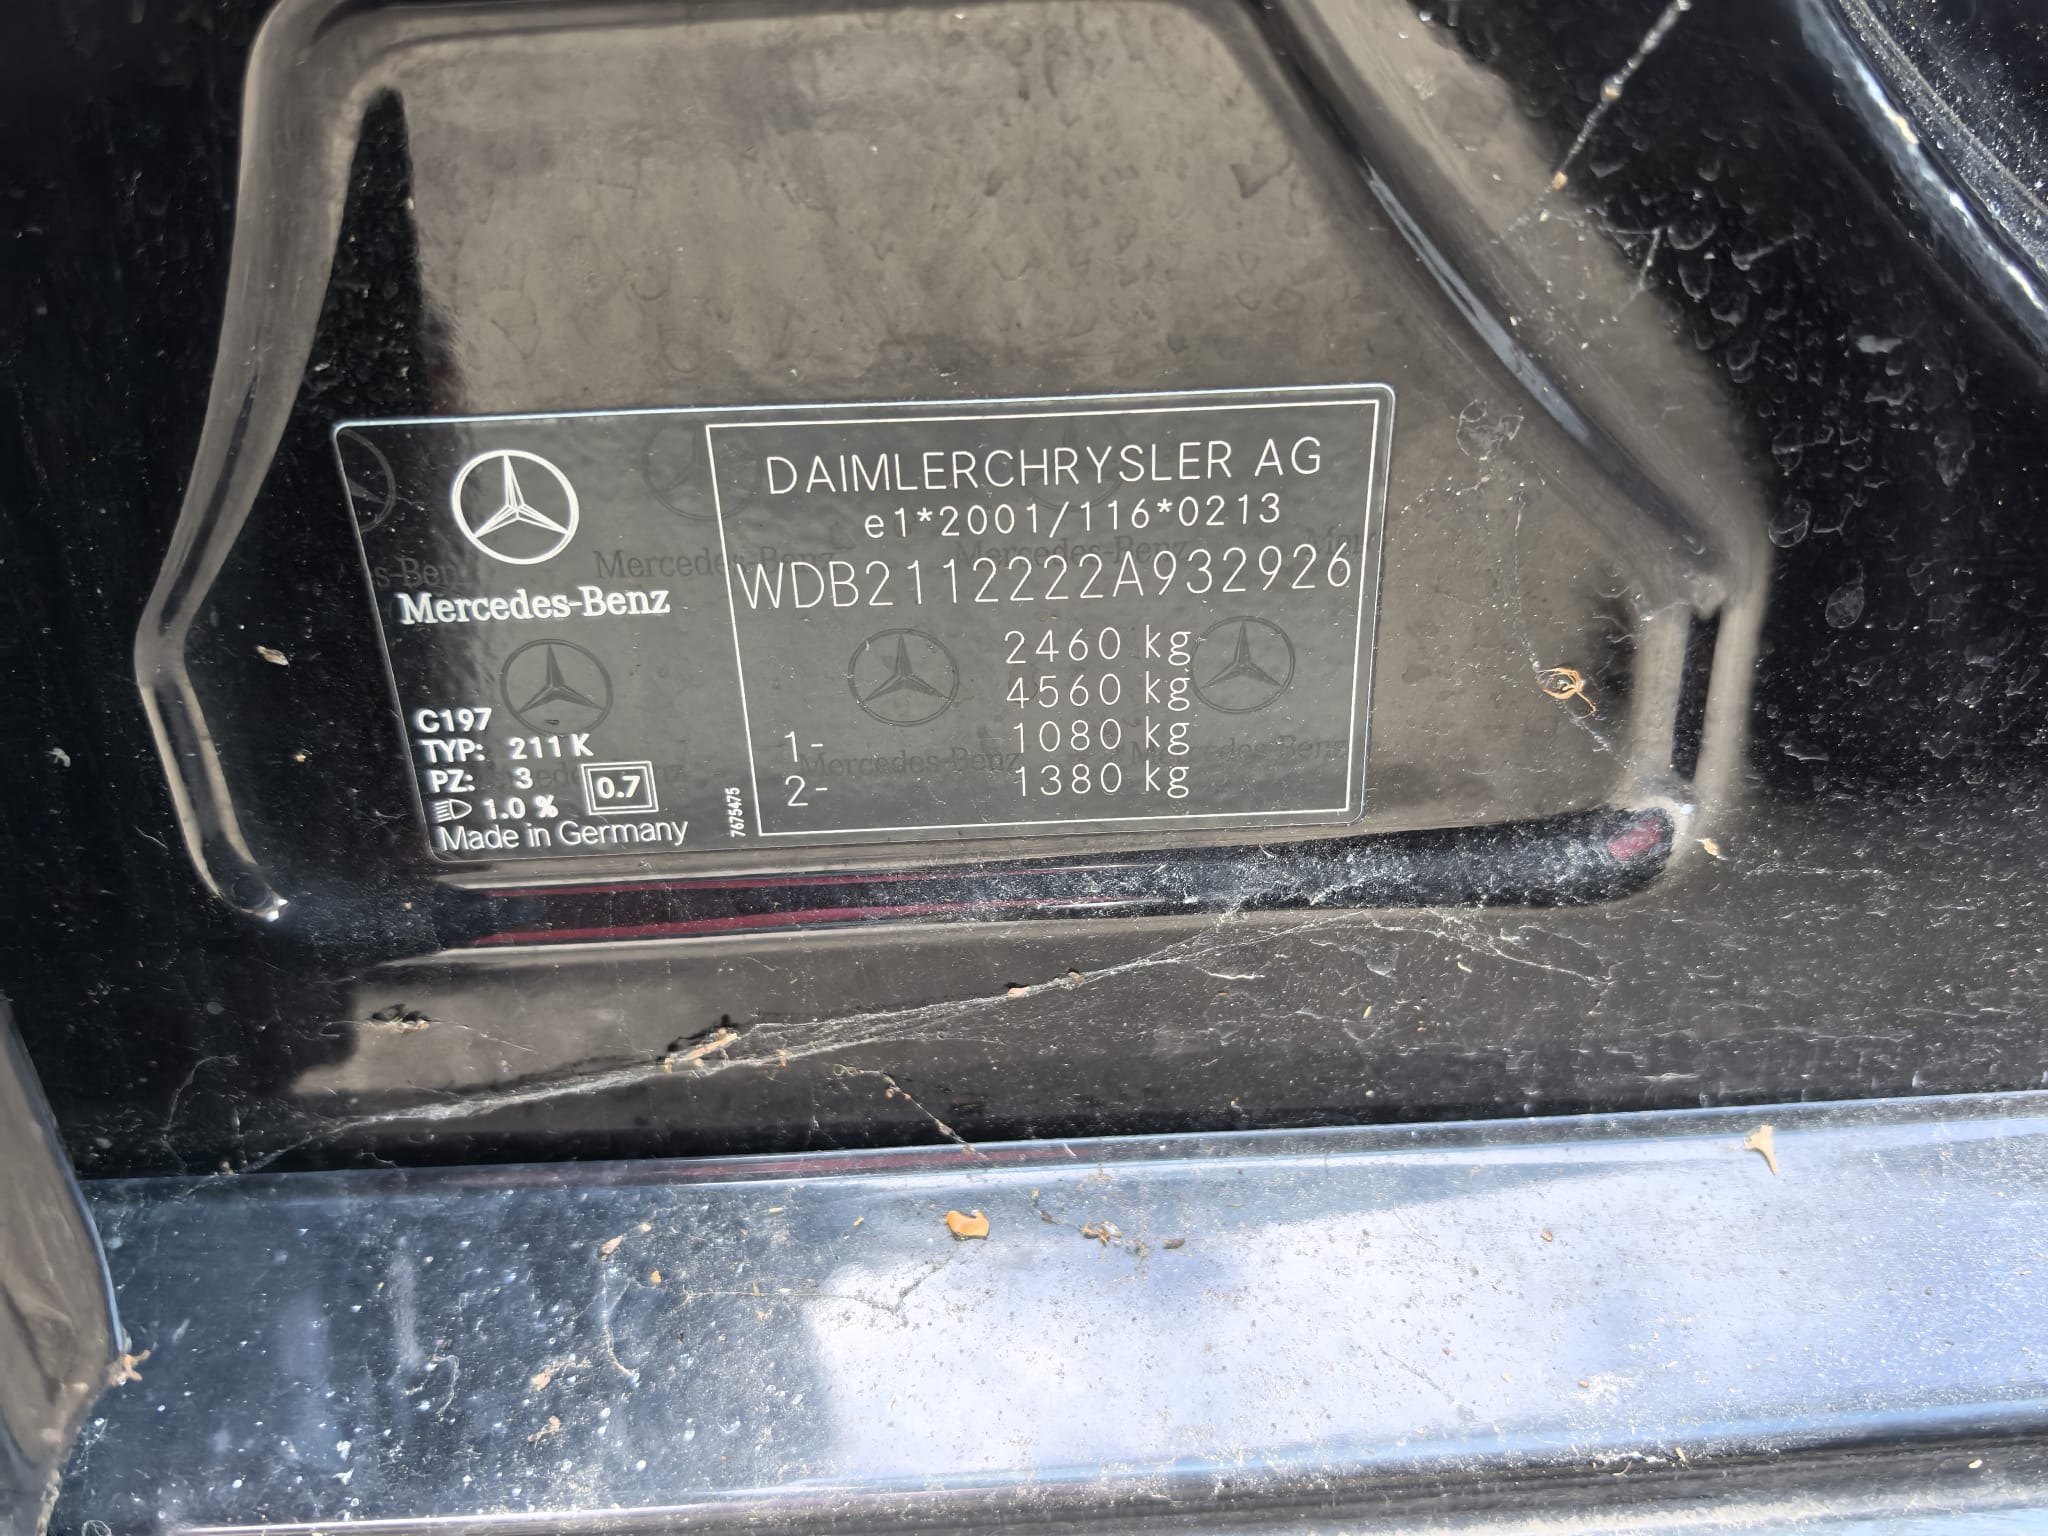 Mercedes-Benz
C197
TYP: 211 K
PZ: 3
1.0 %
0.7
Made in Germany
7675475
DAIMLERCHRYSLER AG
e1*2001/116*0213
WDB2112222A932926
2460 kg
4560 kg
1- 1080 kg
2- 1380 kg